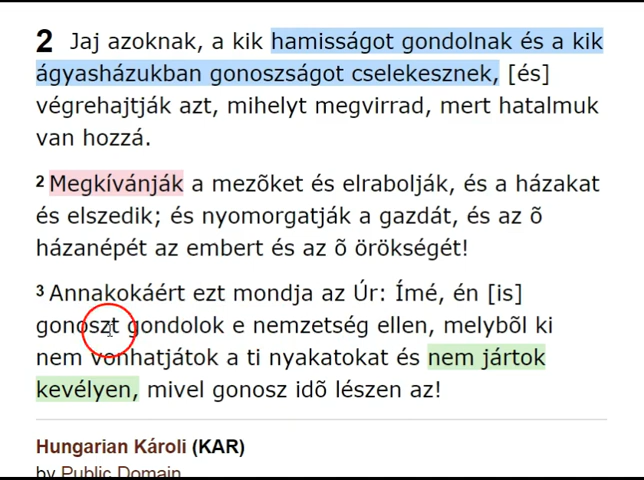 2 Jaj azoknak, a kik hamisságot gondolnak és a kik
ágyasházukban gonoszságot cselekesznek, [és]
végrehajtják azt, mihelyt megvirrad, mert hatalmuk
van hozzá.
2 Megkívánják a mezõket és elrabolják, és a házakat
és elszedik; és nyomorgatják a gazdát, és az õ
házanépét az embert és az õ örökségét!
3 Annakokáért ezt mondja az Úr: Ímé, én [is]
gonoszt gondolok e nemzetség ellen, melybõl ki
nem vonhatjátok a ti nyakatokat és nem jártok
kevélyen, mivel gonosz idõ lészen az!
Hungarian Károli (KAR)
by Public Domain